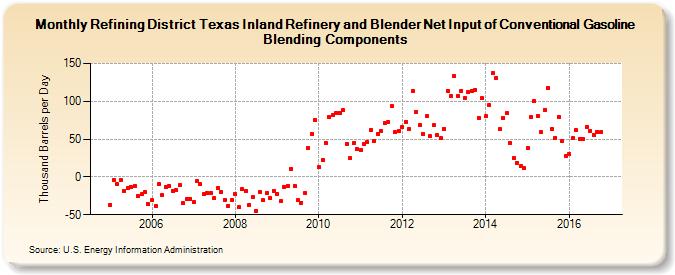 Monthly Refining District Texas Inland Refinery and Blender Net Input of Conventional Gasoline
Blending Components
Thousand Barrels per Day
150
100
50
0
-50
2006
2008
2010
2012
2014
2016
Source: U.S. Energy Information Administration